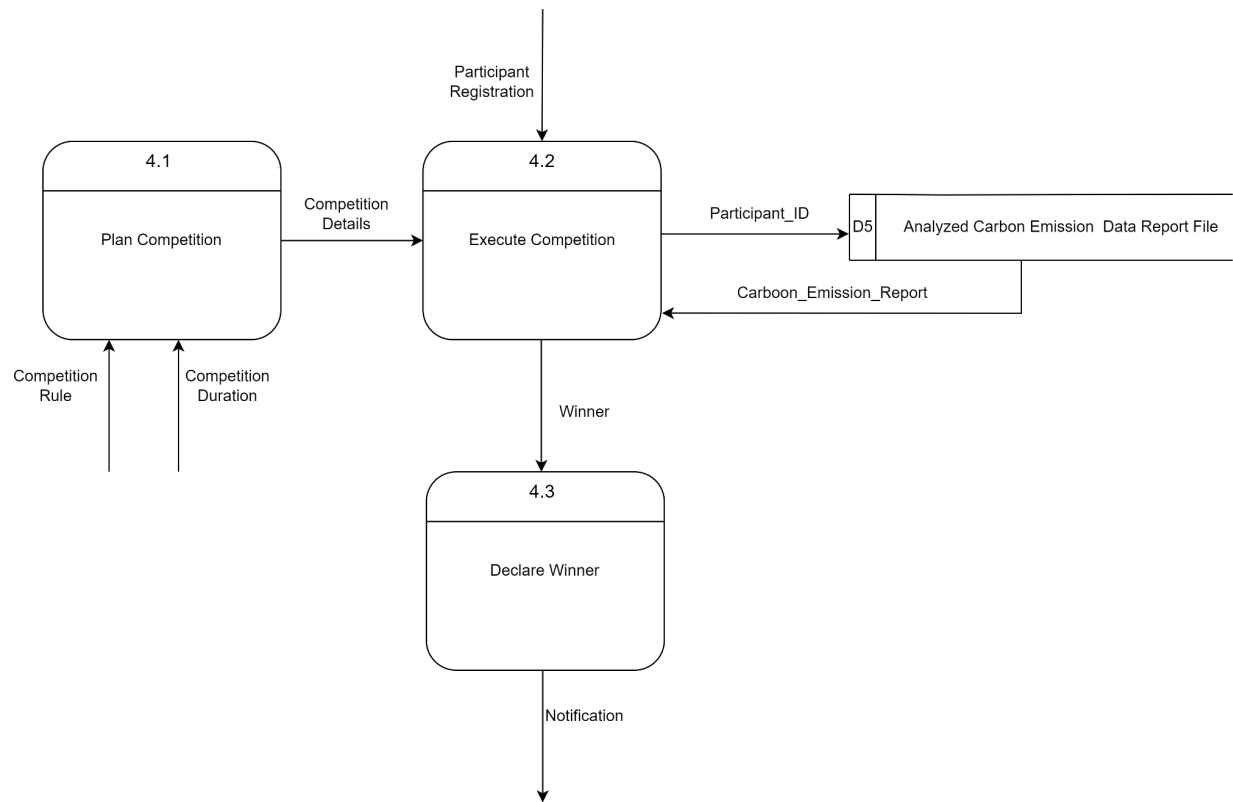 Participant
Registration
4.1
Plan Competition
Competition
Details
4.2
Execute Competition
Participant_ID
D5
Analyzed Carbon Emission  Data Report File
Carboon_Emission_Report
Competition
Rule
Competition
Duration
Winner
4.3
Declare Winner
Notification